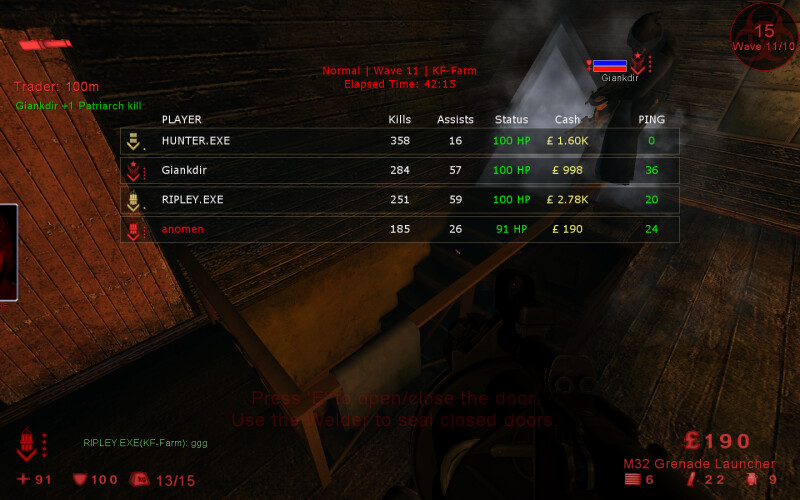 15
Wave 11/10
Trader: 100m
Giankdir +1 Patriarch kill
Normal | Wave 11 | KF-Farm
Elapsed Time: 42:15
Giankdir
PLAYER Kills Assists Status Cash PING
HUNTER.EXE 358 16 100 HP £ 1.60K 0
Giankdir 284 57 100 HP £ 998 36
RIPLEY.EXE 251 59 100 HP £ 2.78K 20
anomen 185 26 91 HP £ 190 24
Press 'E' to open/close the door.
Use the Welder to seal closed doors.
RIPLEY.EXE(KF-Farm): ggg
£190
M32 Grenade Launcher
91 100 13/15 6 22 9